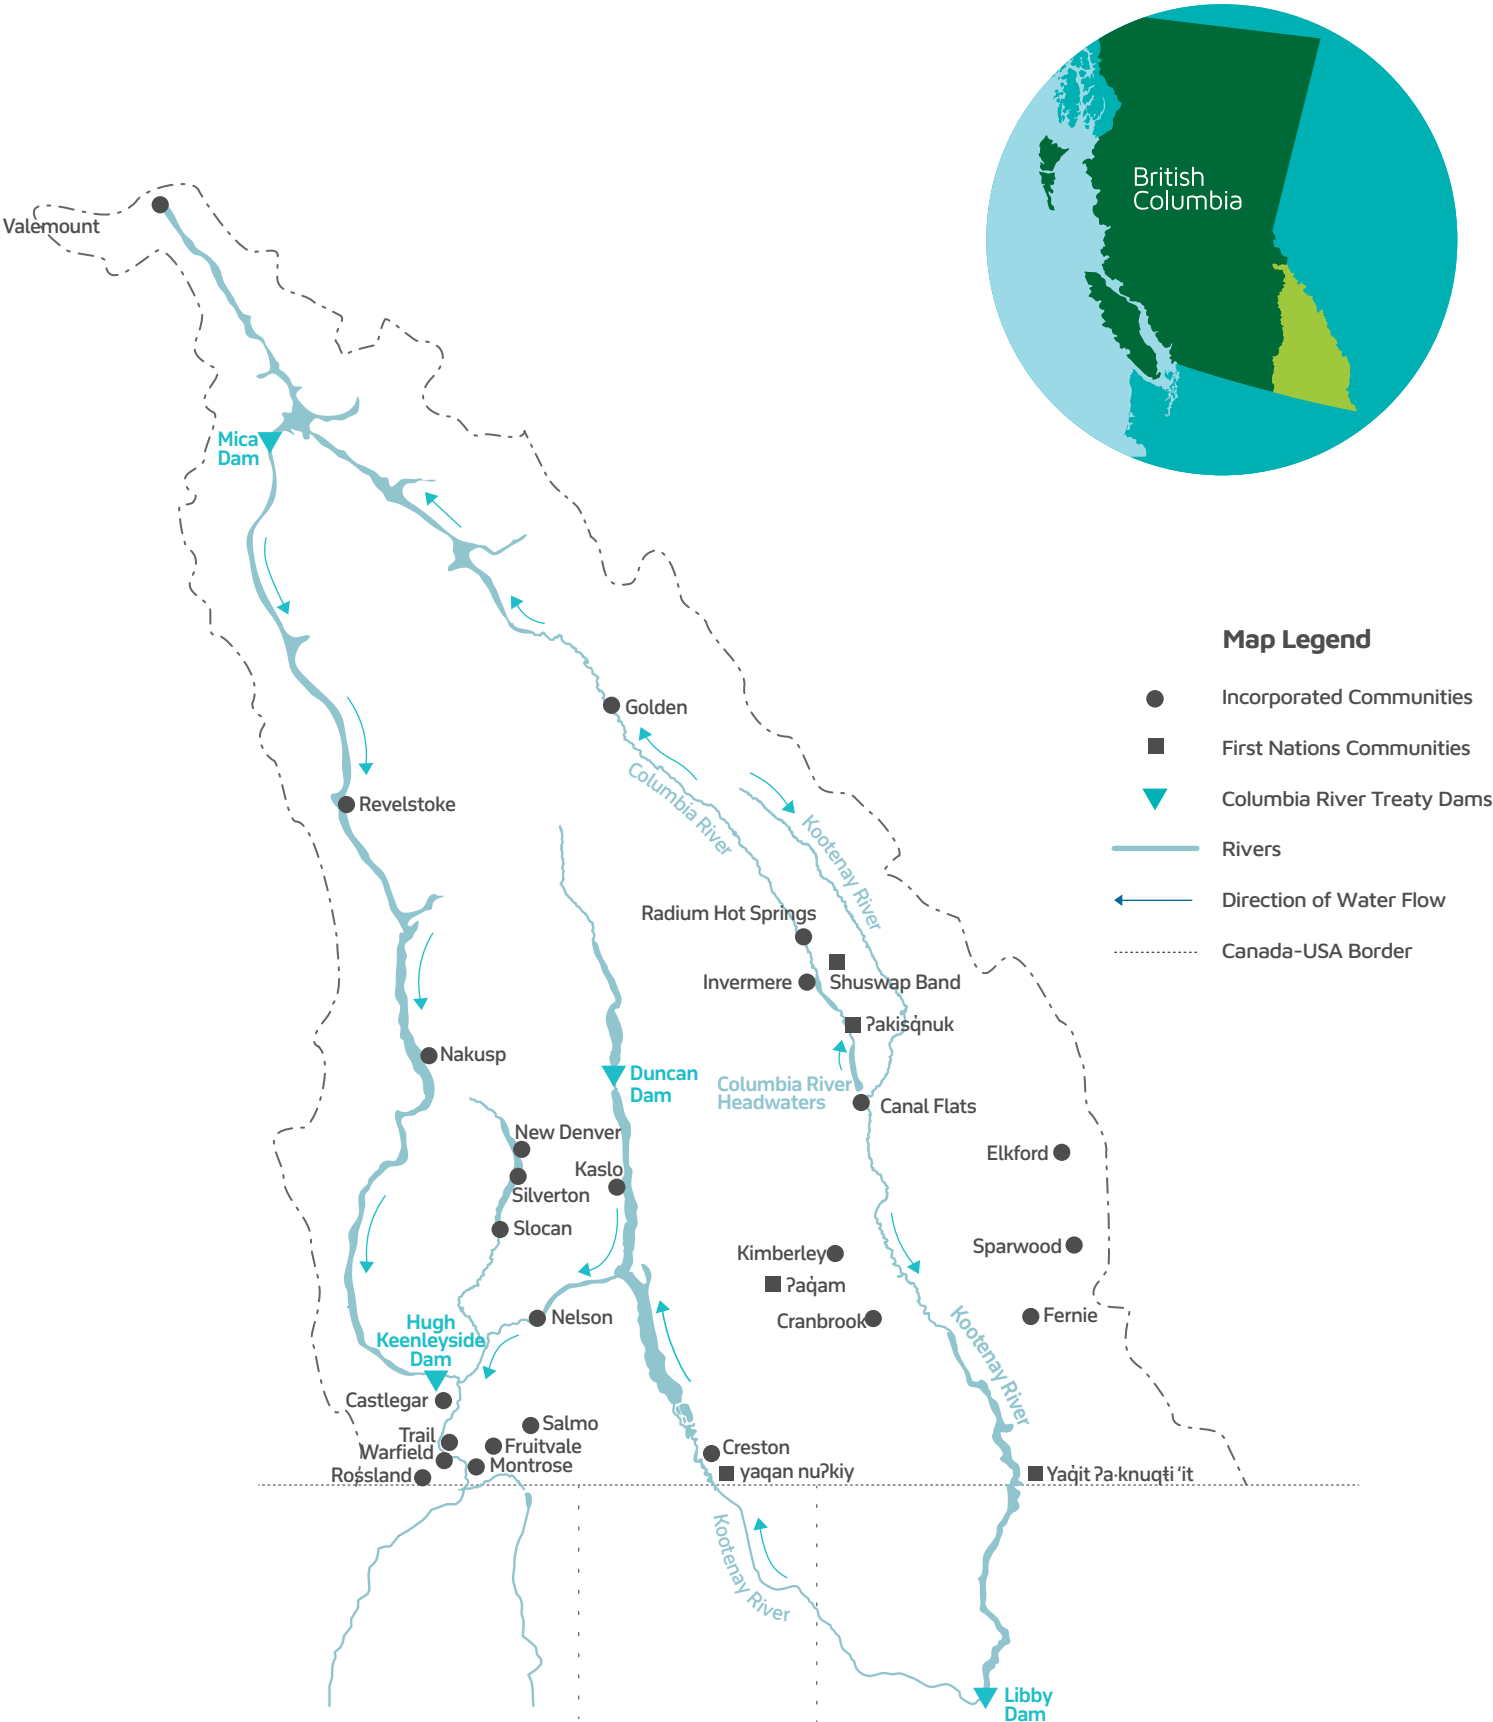 British
Columbia
Valemount
Mica
Dam
Map Legend
Incorporated Communities
First Nations Communities
Columbia River Treaty Dams
Rivers
Direction of Water Flow
Canada-USA Border
Golden
Columbia River
Kootenay River
Revelstoke
Radium Hot Springs
Invermere
Shuswap Band
ʔakisq̓nuk
Nakusp
Duncan
Dam
Columbia River
Headwaters
Canal Flats
New Denver
Kaslo
Silverton
Slocan
Elkford
Kimberley
Sparwood
ʔaq̓am
Cranbrook
Fernie
Nelson
Hugh
Keenleyside
Dam
Kootenay River
Castlegar
Salmo
Trail
Fruitvale
Warfield
Montrose
Rossland
Creston
yaqan nuʔkiy
Yaq̓it ʔa·knuqⱡi ‘it
Kootenay River
Libby
Dam